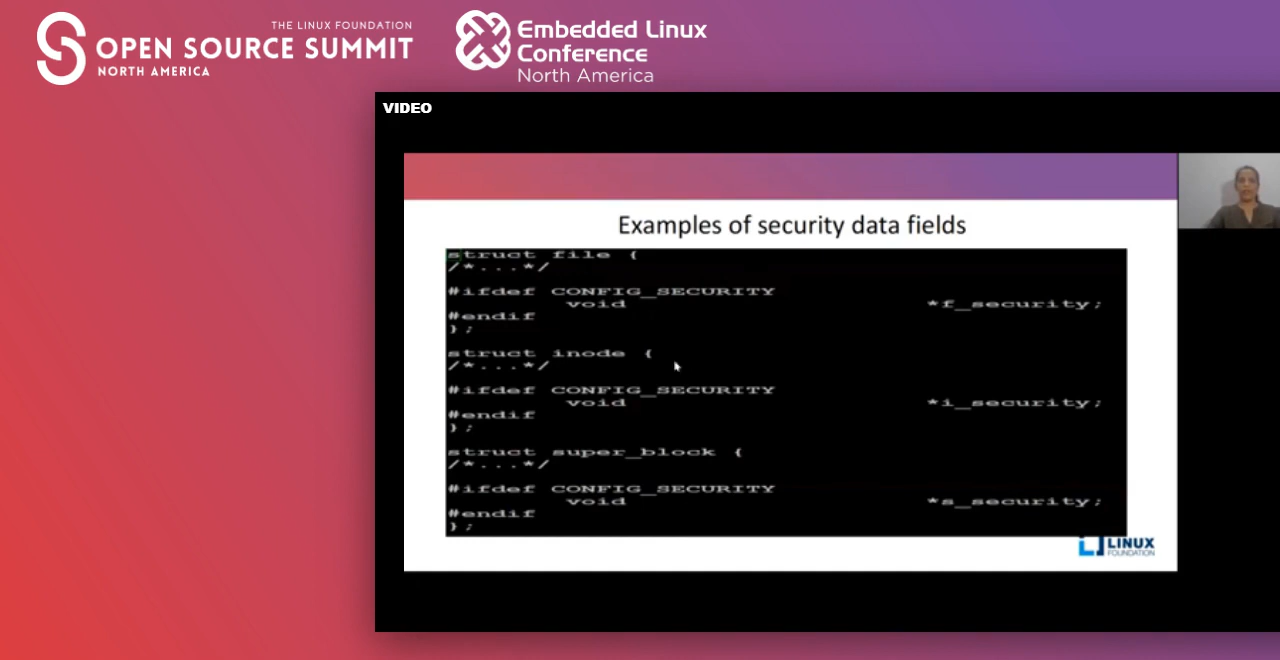 THE LINUX FOUNDATION
OPEN SOURCE SUMMIT
NORTH AMERICA
Embedded Linux
Conference
North America
VIDEO
Examples of security data fields
struct file {
/*...*/
#ifdef CONFIG_SECURITY
void *f_security;
#endif
};
struct inode {
/*...*/
#ifdef CONFIG_SECURITY
void *i_security;
#endif
};
struct super_block {
/*...*/
#ifdef CONFIG_SECURITY
void *s_security;
#endif
};
LINUX
FOUNDATION